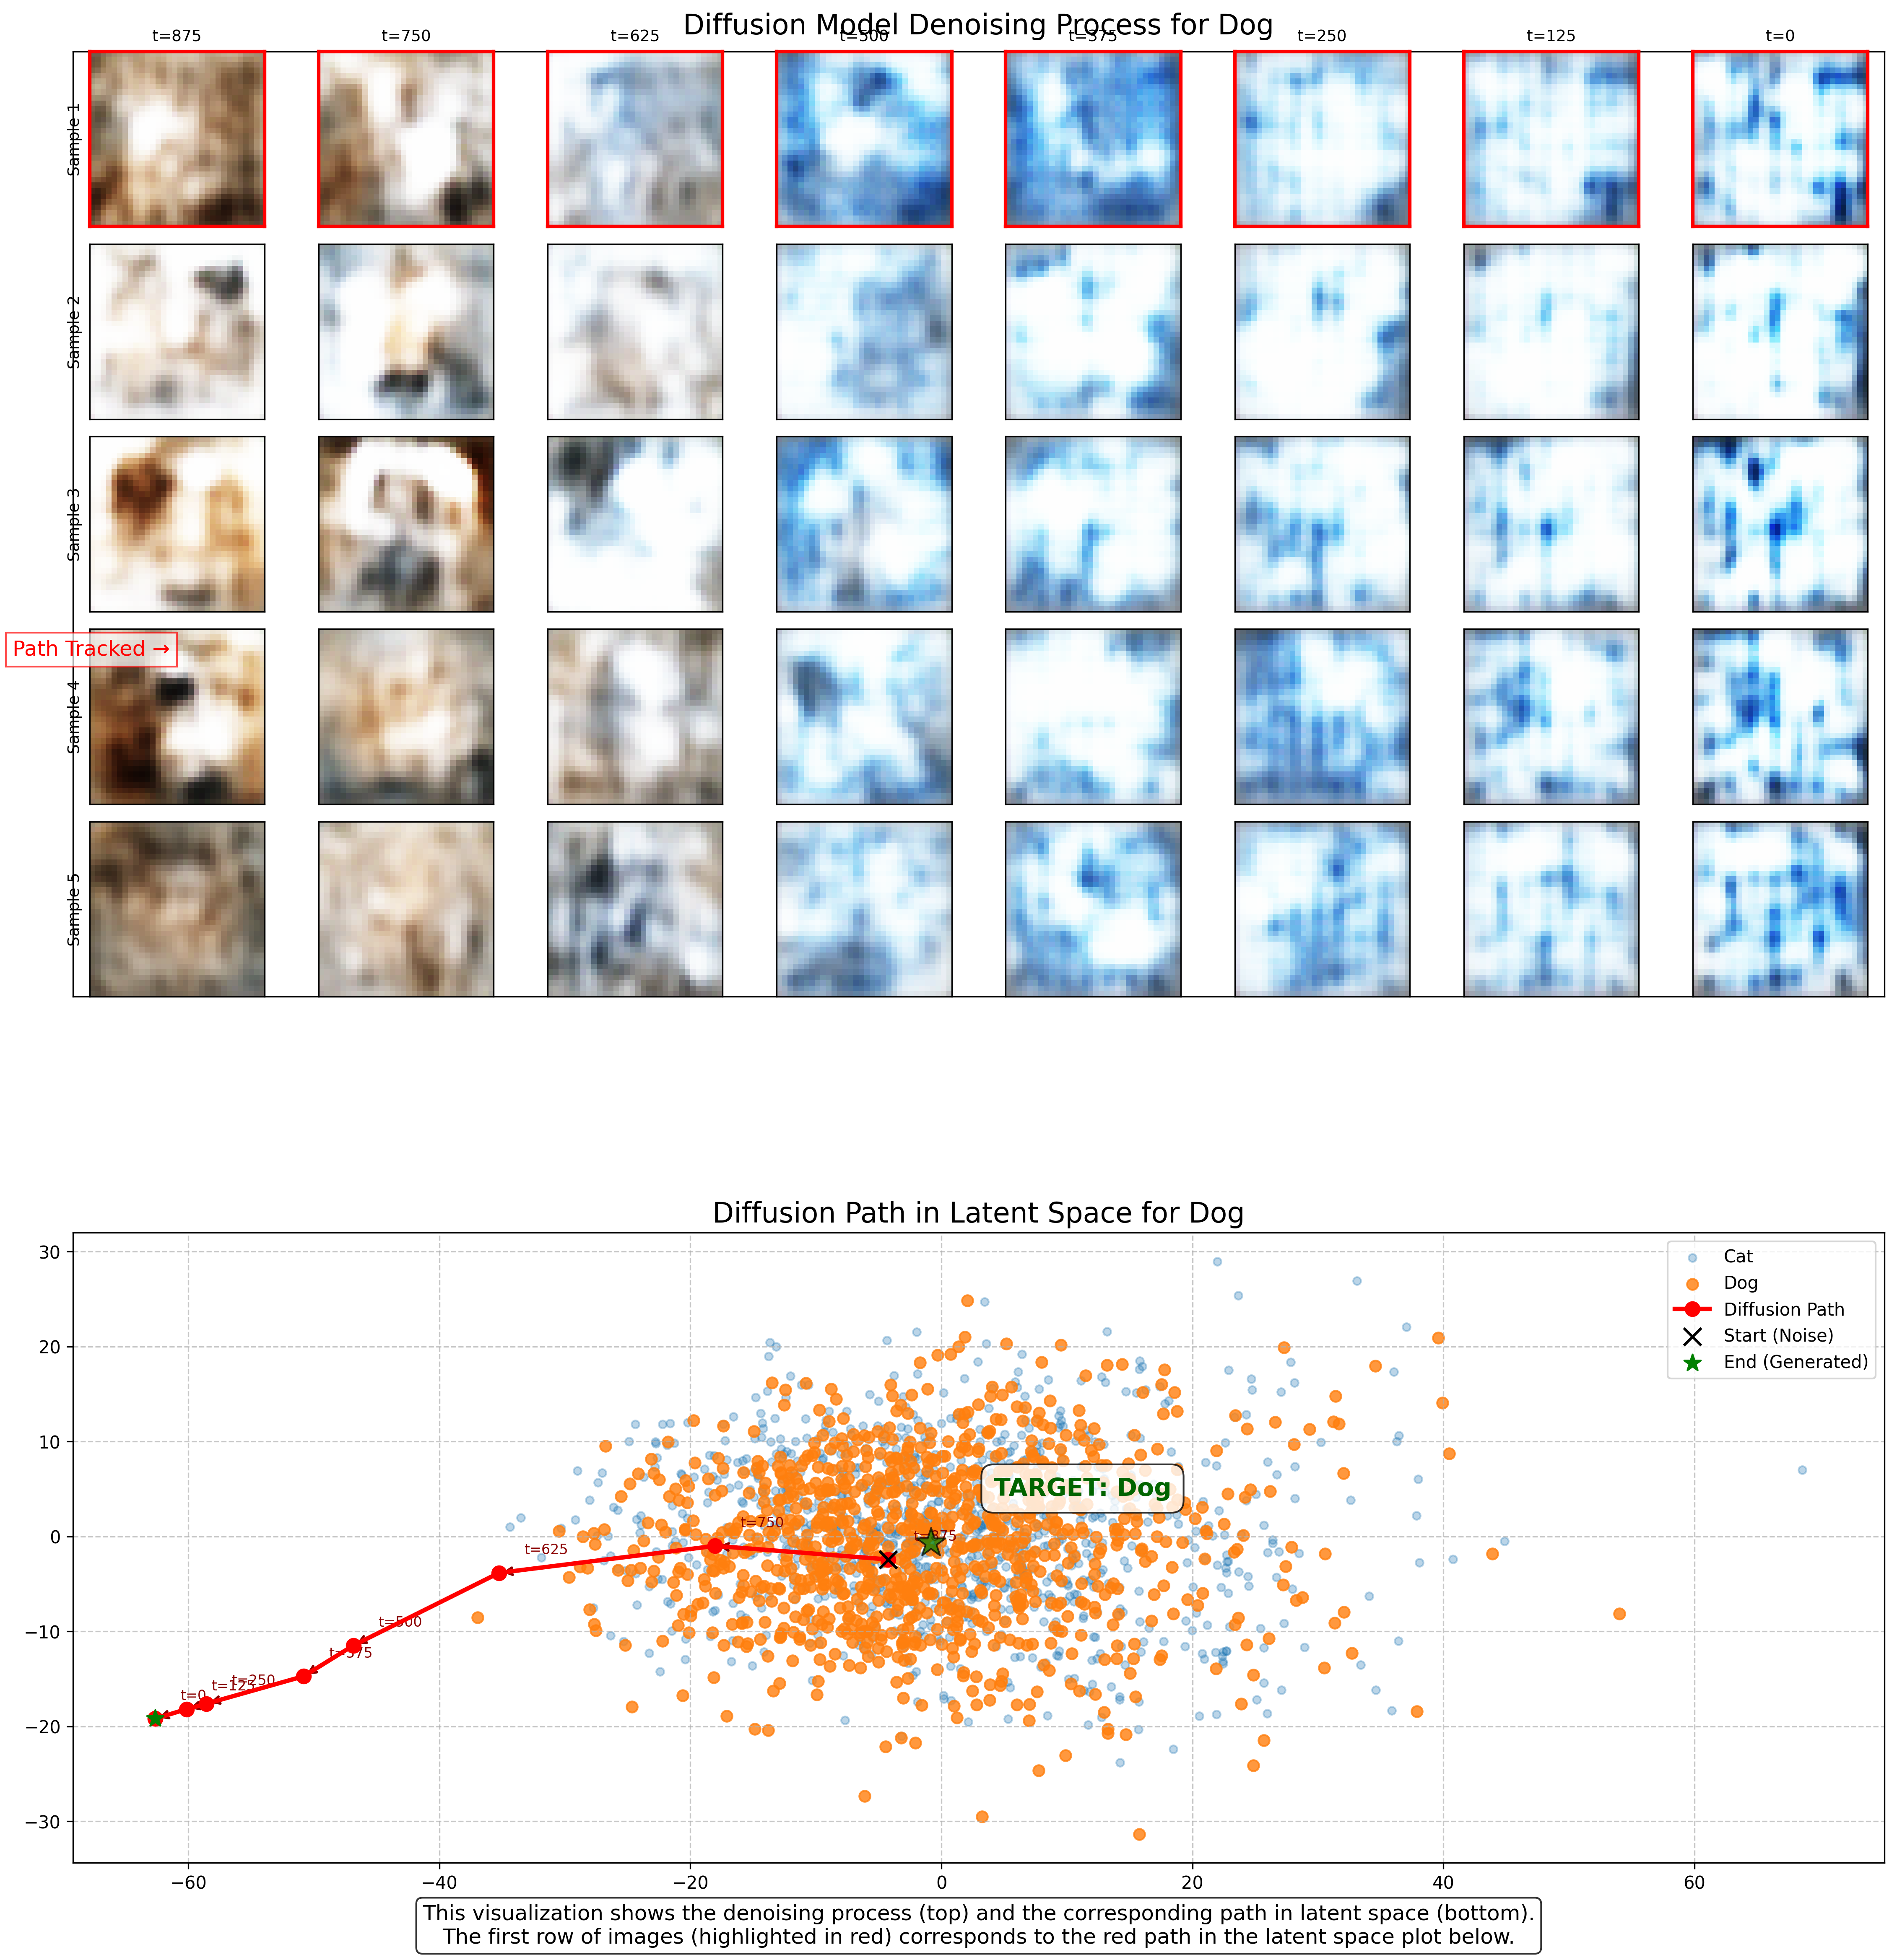 Diffusion Model Denoising Process for Dog
t=875
t=750
t=625
t=500
t=375
t=250
t=125
t=0
Sample 1
Sample 2
Sample 3
Path Tracked →
Sample 4
Sample 5
Diffusion Path in Latent Space for Dog
30
20
10
0
−10
−20
−30
Cat
Dog
Diffusion Path
Start (Noise)
End (Generated)
TARGET: Dog
t=875
t=750
t=625
t=500
t=375
t=250
t=125
t=0
−60
−40
−20
0
20
40
60
This visualization shows the denoising process (top) and the corresponding path in latent space (bottom).
The first row of images (highlighted in red) corresponds to the red path in the latent space plot below.